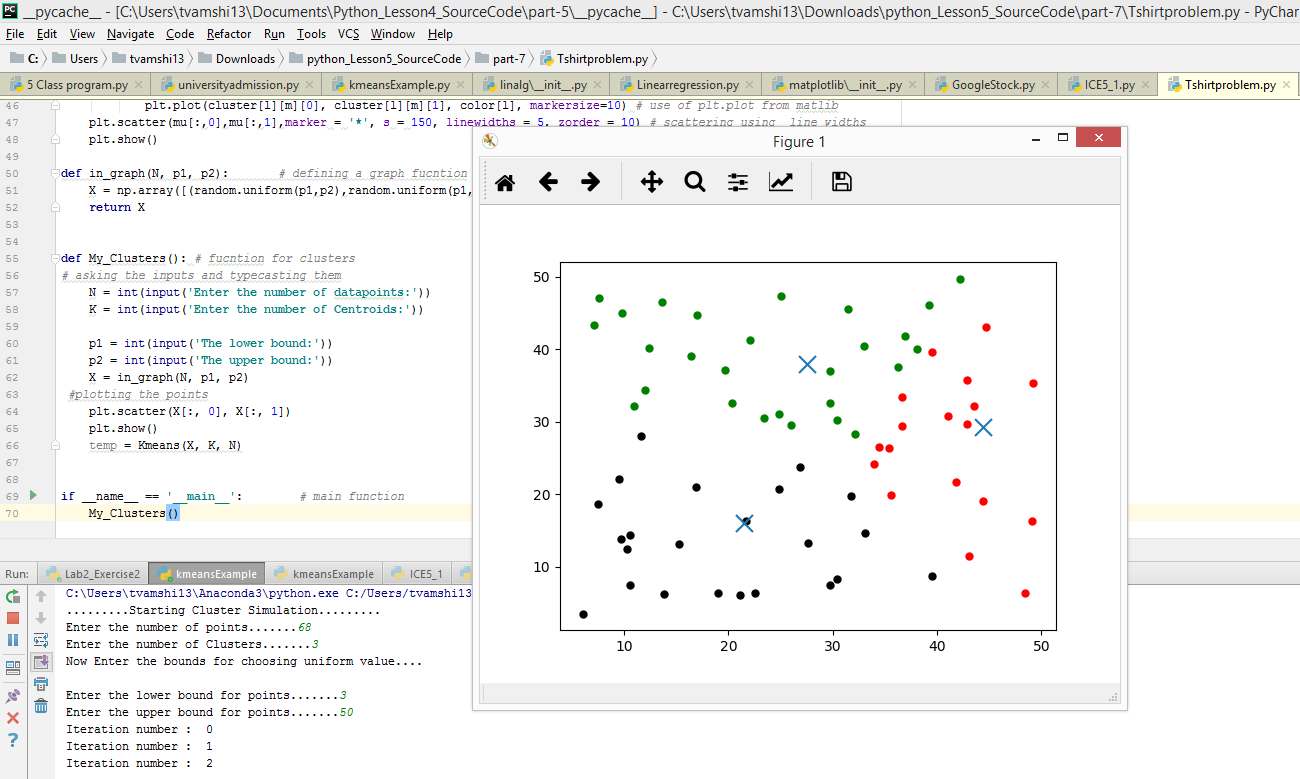 __pycache__ - [C:\Users\tvamshi13\Documents\Python_Lesson4_SourceCode\part-5\__pycache__] - C:\Users\tvamshi13\Downloads\python_Lesson5_SourceCode\part-7\Tshirtproblem.py - PyChar
File Edit View Navigate Code Refactor Run Tools VCS Window Help
C: Users tvamshi13 Downloads python_Lesson5_SourceCode part-7 Tshirtproblem.py
5 Class program.py universityadmission.py kmeansExample.py linalg\__init__.py Linearregression.py matplotlib\__init__.py GoogleStock.py ICE5_1.py Tshirtproblem.py
46 plt.plot(cluster[l][m][0], cluster[l][m][1], color[l], markersize=10) # use of plt.plot from matlib
47 plt.scatter(mu[:,0],mu[:,1],marker = '*', s = 150, linewidths = 5, zorder = 10) # scattering using line widths
48 plt.show()
49
50 def in_graph(N, p1, p2): # defining a graph fucntion
51 X = np.array([(random.uniform(p1,p2),random.uniform(p1,
52 return X
53
54
55 def My_Clusters(): # fucntion for clusters
56 # asking the inputs and typecasting them
57 N = int(input('Enter the number of datapoints:'))
58 K = int(input('Enter the number of Centroids:'))
59
60 p1 = int(input('The lower bound:'))
61 p2 = int(input('The upper bound:'))
62 X = in_graph(N, p1, p2)
63 #plotting the points
64 plt.scatter(X[:, 0], X[:, 1])
65 plt.show()
66 temp = Kmeans(X, K, N)
67
68
69 if __name__ == '__main__': # main function
70 My_Clusters()
Figure 1
50
40
30
20
10
10 20 30 40 50
Run: Lab2_Exercise2 kmeansExample kmeansExample ICE5_1
C:\Users\tvamshi13\Anaconda3\python.exe C:/Users/tvamshi13
.........Starting Cluster Simulation.........
Enter the number of points.......68
Enter the number of Clusters.......3
Now Enter the bounds for choosing uniform value....
Enter the lower bound for points.......3
Enter the upper bound for points.......50
Iteration number : 0
Iteration number : 1
Iteration number : 2